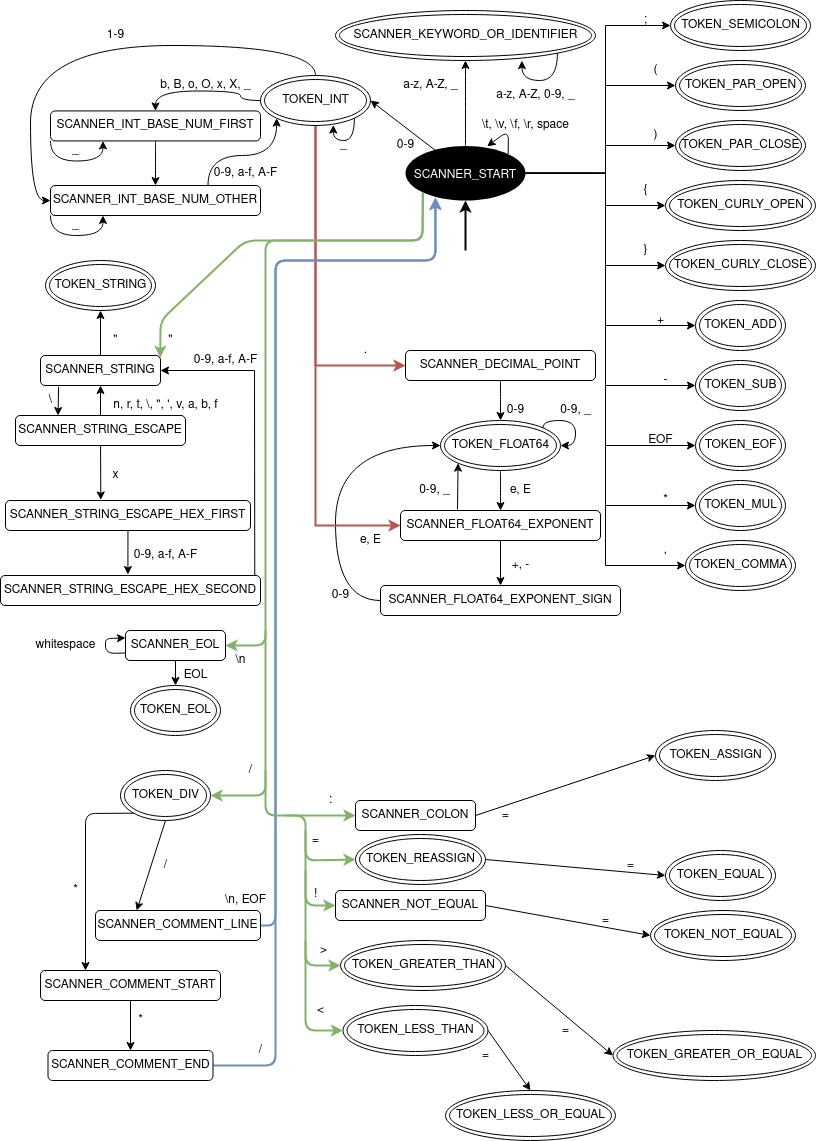 1-9
SCANNER_KEYWORD_OR_IDENTIFIER
;
TOKEN_SEMICOLON
b, B, o, O, x, X, _
TOKEN_INT
a-z, A-Z, _
a-z, A-Z, 0-9, _
(
TOKEN_PAR_OPEN
SCANNER_INT_BASE_NUM_FIRST
_
_
0-9
\t, \v, \f, \r, space
)
TOKEN_PAR_CLOSE
0-9, a-f, A-F
SCANNER_START
SCANNER_INT_BASE_NUM_OTHER
_
{
TOKEN_CURLY_OPEN
}
TOKEN_CURLY_CLOSE
TOKEN_STRING
+
TOKEN_ADD
"
"
SCANNER_STRING
0-9, a-f, A-F
.
SCANNER_DECIMAL_POINT
-
TOKEN_SUB
\
n, r, t, \, ", ', v, a, b, f
0-9
0-9, _
SCANNER_STRING_ESCAPE
TOKEN_FLOAT64
EOF
TOKEN_EOF
x
0-9, _
e, E
*
TOKEN_MUL
SCANNER_STRING_ESCAPE_HEX_FIRST
e, E
SCANNER_FLOAT64_EXPONENT
0-9, a-f, A-F
+, -
,
TOKEN_COMMA
SCANNER_STRING_ESCAPE_HEX_SECOND
0-9
SCANNER_FLOAT64_EXPONENT_SIGN
whitespace
SCANNER_EOL
\n
EOL
TOKEN_EOL
TOKEN_ASSIGN
/
TOKEN_DIV
:
SCANNER_COLON
=
=
TOKEN_REASSIGN
=
TOKEN_EQUAL
*
/
\n, EOF
!
SCANNER_NOT_EQUAL
=
TOKEN_NOT_EQUAL
SCANNER_COMMENT_LINE
>
TOKEN_GREATER_THAN
SCANNER_COMMENT_START
*
<
TOKEN_LESS_THAN
=
=
/
SCANNER_COMMENT_END
TOKEN_GREATER_OR_EQUAL
TOKEN_LESS_OR_EQUAL